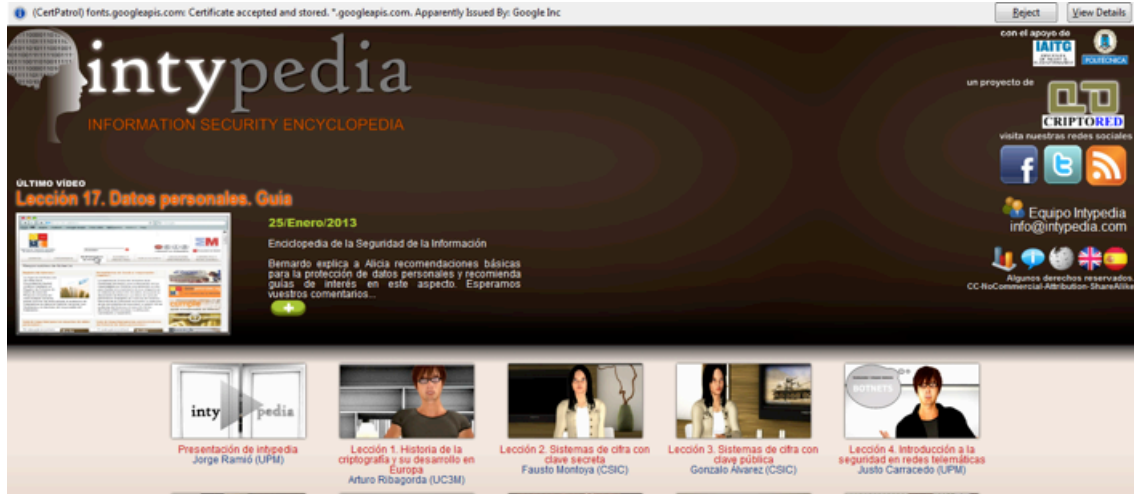 (CertPatrol) fonts.googleapis.com: Certificate accepted and stored. *.googleapis.com. Apparently Issued By: Google Inc
Reject
View Details
intypedia
INFORMATION SECURITY ENCYCLOPEDIA
con el apoyo de
IAITG
POLITÉCNICA
un proyecto de
CRIPTORED
visita nuestras redes sociales
ÚLTIMO VÍDEO
Lección 17. Datos personales. Guía
25/Enero/2013
Enciclopedia de la Seguridad de la Información
Bernardo explica a Alicia recomendaciones básicas
para la protección de datos personales y recomienda
guías de interés en este aspecto. Esperamos
vuestros comentarios...
Equipo Intypedia
info@intypedia.com
Algunos derechos reservados.
CC-NoCommercial-Attribution-ShareAlike
inty pedia
BOTNETS
Presentación de intypedia
Jorge Ramió (UPM)
Lección 1. Historia de la
criptografía y su desarrollo en
Europa
Arturo Ribagorda (UC3M)
Lección 2. Sistemas de cifra con
clave secreta
Fausto Montoya (CSIC)
Lección 3. Sistemas de cifra con
clave pública
Gonzalo Álvarez (CSIC)
Lección 4. Introducción a la
seguridad en redes telemáticas
Justo Carracedo (UPM)